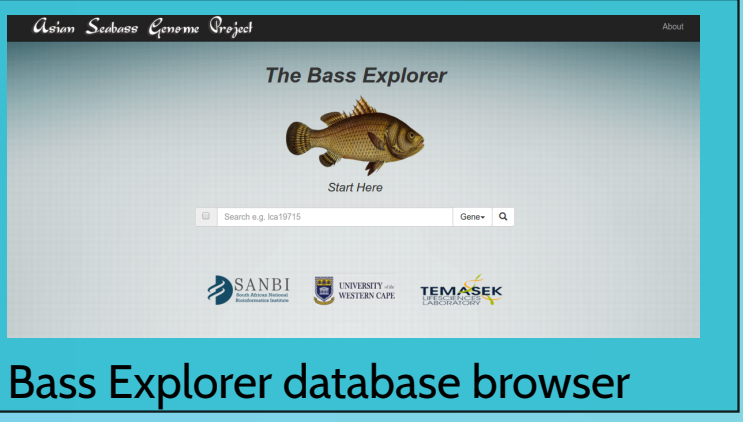 Asian Seabass Genome Project
About
The Bass Explorer
Start Here
Search e.g. lca19715
Gene
SANBI
South African National
Bioinformatics Institute
UNIVERSITY of the
WESTERN CAPE
TEMASEK
LIFESCIENCES
LABORATORY
Bass Explorer database browser